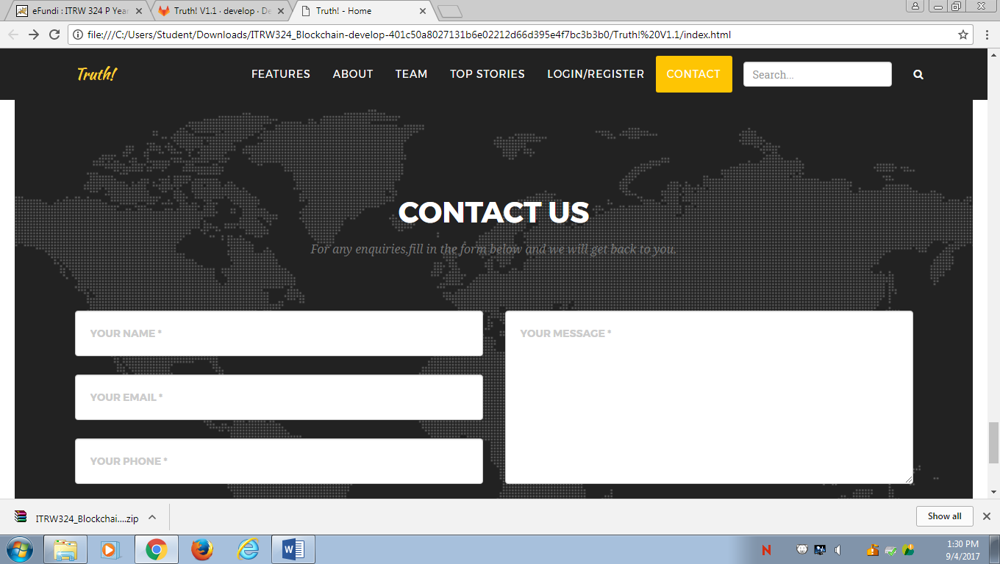 eFundi : ITRW 324 P Year
Truth! V1.1 · develop · De
Truth! - Home
file:///C:/Users/Student/Downloads/ITRW324_Blockchain-develop-401c50a8027131b6e02212d66d395e4f7bc3b3b0/Truth!%20V1.1/index.html
Truth! FEATURES ABOUT TEAM TOP STORIES LOGIN/REGISTER CONTACT Search...
CONTACT US
For any enquiries,fill in the form below and we will get back to you.
YOUR NAME *
YOUR EMAIL *
YOUR PHONE *
YOUR MESSAGE *
ITRW324_Blockchai....zip
Show all
1:30 PM
9/4/2017